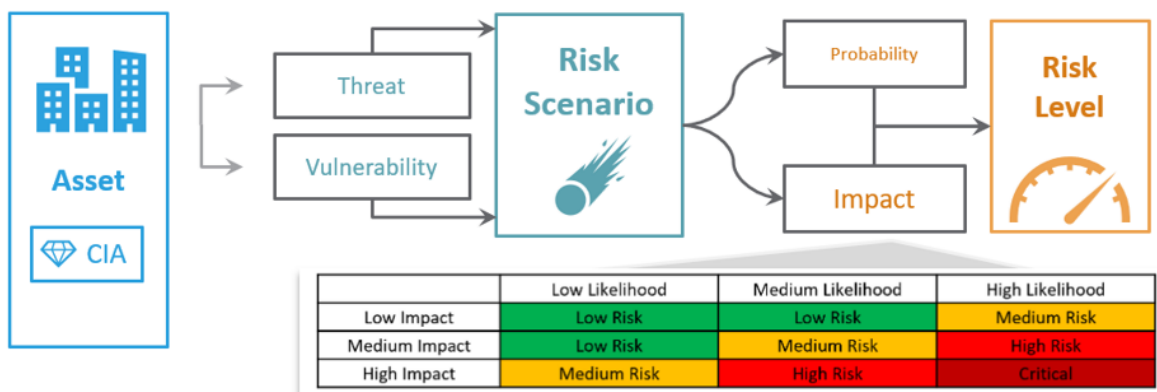 Asset
CIA
Threat
Vulnerability
Risk
Scenario
Probability
Impact
Risk
Level
Low Likelihood Medium Likelihood High Likelihood
Low Impact Low Risk Low Risk Medium Risk
Medium Impact Low Risk Medium Risk High Risk
High Impact Medium Risk High Risk Critical